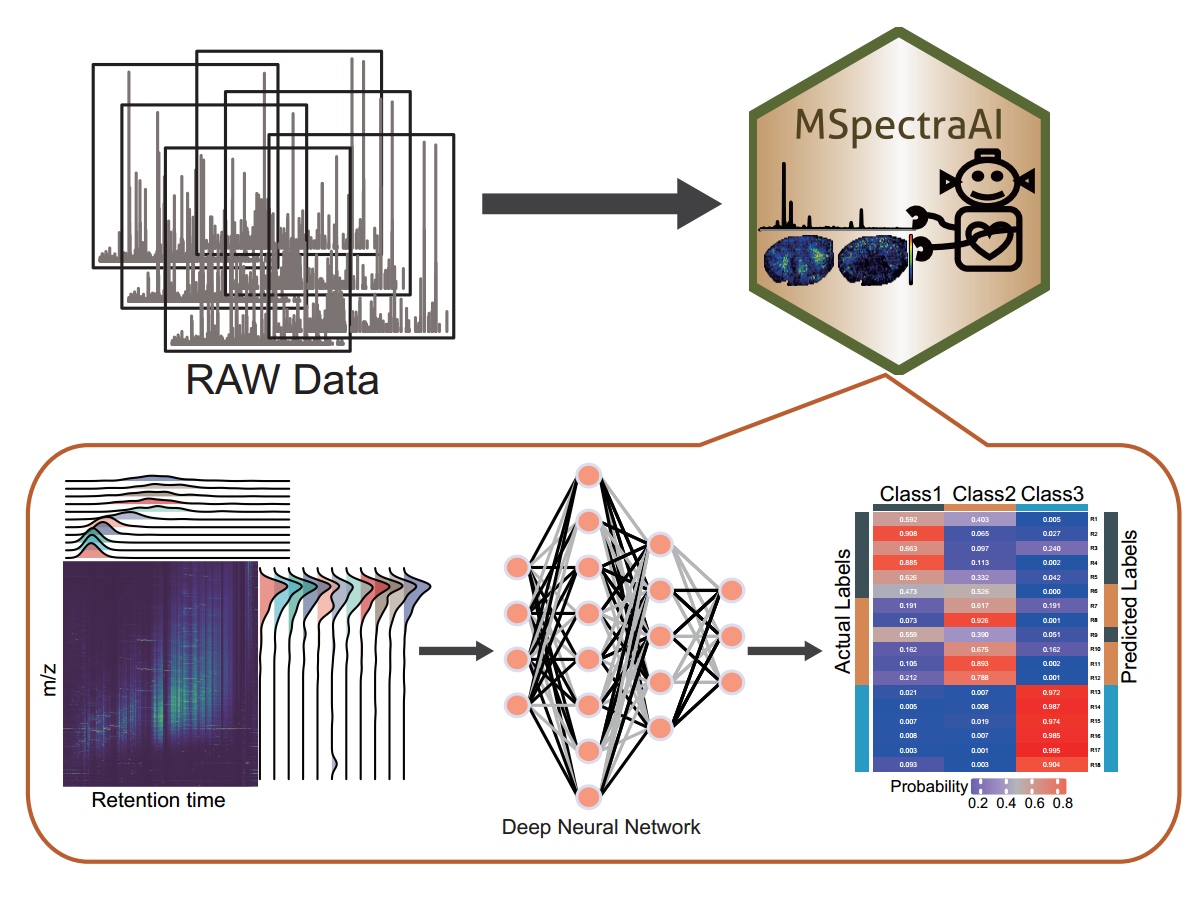 MSpectraAI
RAW Data
m/z
Retention time
Deep Neural Network
Class1 Class2 Class3
Actual Labels
Predicted Labels
0.592 0.403 0.005 R1
0.908 0.065 0.027 R2
0.663 0.097 0.240 R3
0.885 0.113 0.002 R4
0.626 0.332 0.042 R5
0.473 0.526 0.000 R6
0.191 0.617 0.191 R7
0.073 0.926 0.001 R8
0.559 0.390 0.051 R9
0.162 0.675 0.162 R10
0.105 0.893 0.002 R11
0.212 0.788 0.001 R12
0.021 0.007 0.972 R13
0.005 0.008 0.987 R14
0.007 0.019 0.974 R15
0.008 0.007 0.985 R16
0.003 0.001 0.995 R17
0.093 0.003 0.904 R18
Probability
0.2 0.4 0.6 0.8